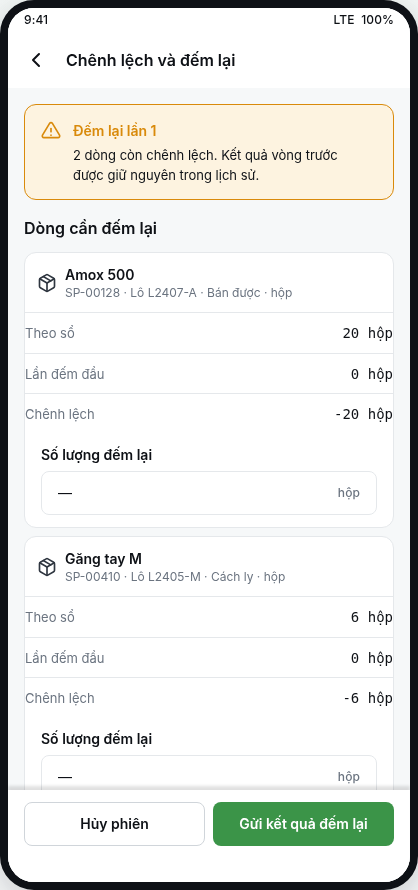 9:41
LTE 100%
Chênh lệch và đếm lại
Đếm lại lần 1
2 dòng còn chênh lệch. Kết quả vòng trước
được giữ nguyên trong lịch sử.
Dòng cần đếm lại
Amox 500
SP-00128 · Lô L2407-A · Bán được · hộp
Theo sổ
20 hộp
Lần đếm đầu
0 hộp
Chênh lệch
-20 hộp
Số lượng đếm lại
—
hộp
Găng tay M
SP-00410 · Lô L2405-M · Cách ly · hộp
Theo sổ
6 hộp
Lần đếm đầu
0 hộp
Chênh lệch
-6 hộp
Số lượng đếm lại
—
hộp
Hủy phiên
Gửi kết quả đếm lại